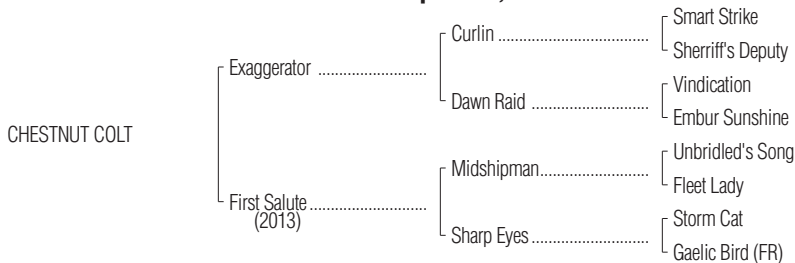 Smart Strike
Curlin
Sherriff's Deputy
Exaggerator
Vindication
Dawn Raid
Embur Sunshine
CHESTNUT COLT
Unbridled's Song
Midshipman
Fleet Lady
First Salute
(2013)
Storm Cat
Sharp Eyes
Gaelic Bird (FR)